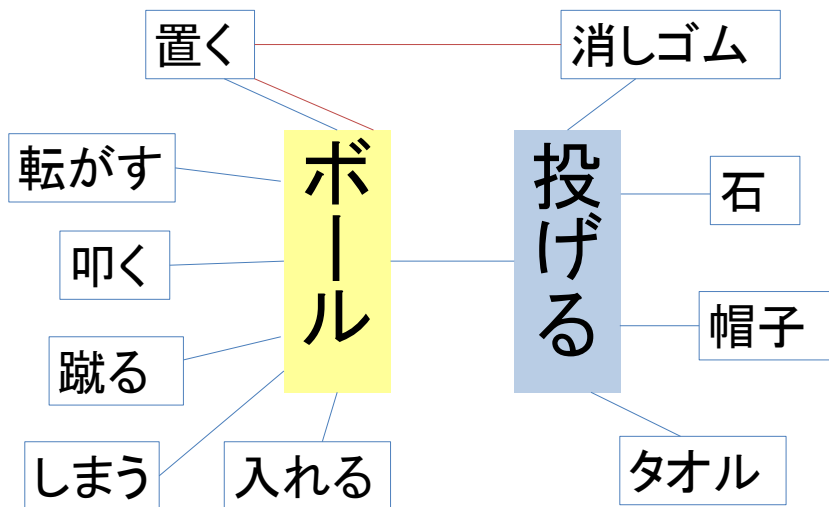 置く
消しゴム
転がす
叩く
蹴る
しまう
入れる
ボール
投げる
石
帽子
タオル